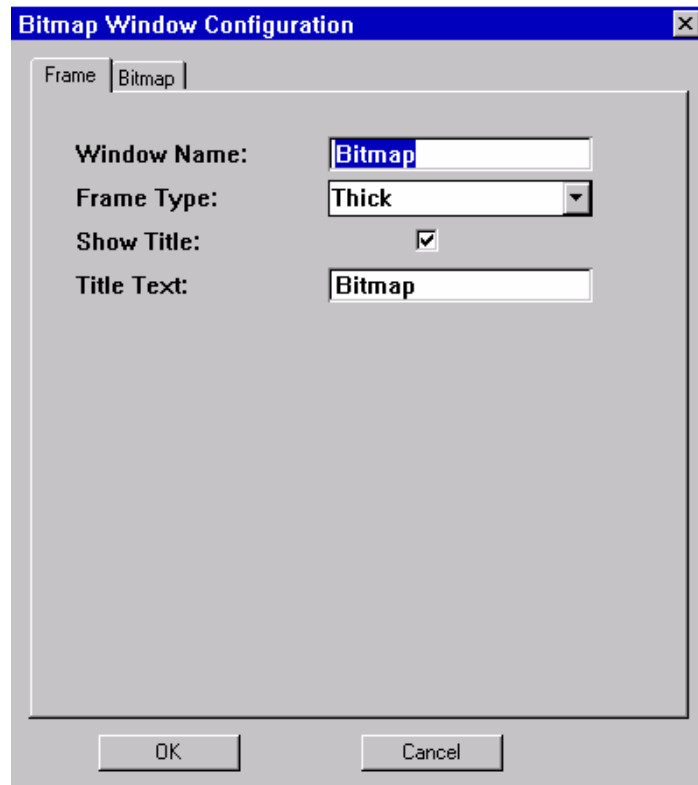 Bitmap Window Configuration
Frame Bitmap
Window Name: Bitmap
Frame Type: Thick
Show Title:
Title Text: Bitmap
OK Cancel